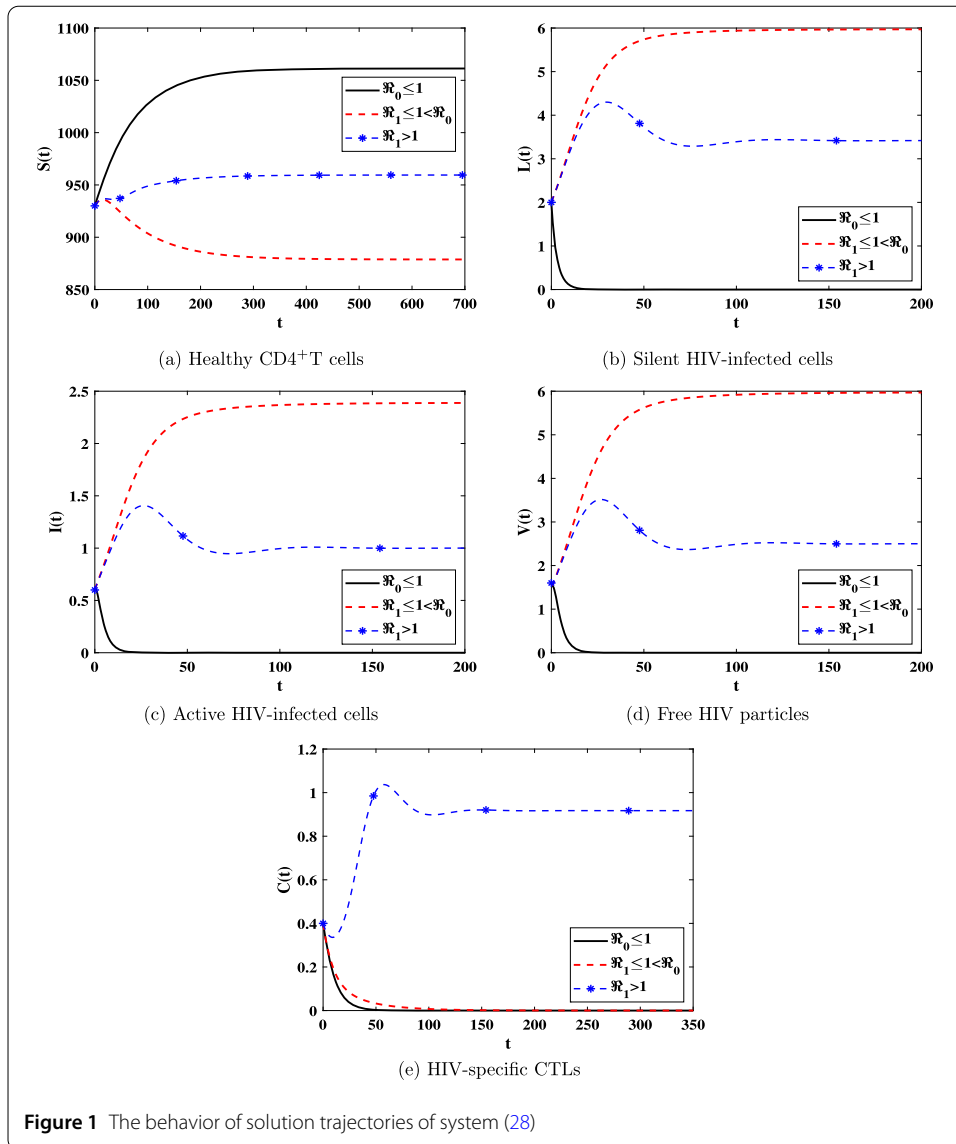 1100
1050
1000
950
900
850
S(t)
ℜ0≤1
ℜ1≤1<ℜ0
ℜ1>1
0 100 200 300 400 500 600 700
t
(a) Healthy CD4+T cells
6
5
4
3
2
1
0
L(t)
ℜ0≤1
ℜ1≤1<ℜ0
ℜ1>1
0 50 100 150 200
t
(b) Silent HIV-infected cells
2.5
2
1.5
1
0.5
0
I(t)
ℜ0≤1
ℜ1≤1<ℜ0
ℜ1>1
0 50 100 150 200
t
(c) Active HIV-infected cells
6
5
4
3
2
1
0
V(t)
ℜ0≤1
ℜ1≤1<ℜ0
ℜ1>1
0 50 100 150 200
t
(d) Free HIV particles
1.2
1
0.8
0.6
0.4
0.2
0
C(t)
ℜ0≤1
ℜ1≤1<ℜ0
ℜ1>1
0 50 100 150 200 250 300 350
t
(e) HIV-specific CTLs
Figure 1 The behavior of solution trajectories of system (28)